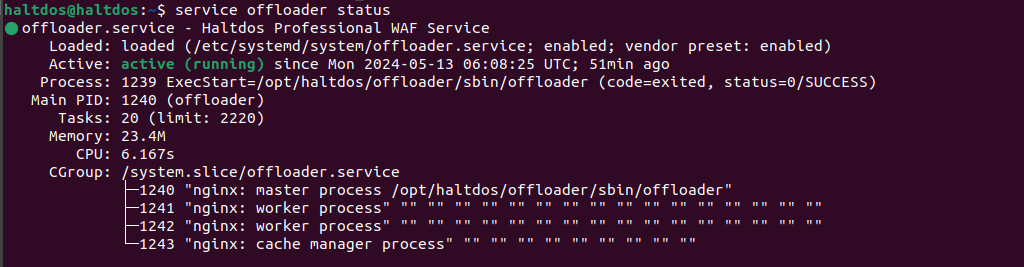 haltdos@haltdos:~$ service offloader status
● offloader.service - Haltdos Professional WAF Service
     Loaded: loaded (/etc/systemd/system/offloader.service; enabled; vendor preset: enabled)
     Active: active (running) since Mon 2024-05-13 06:08:25 UTC; 51min ago
    Process: 1239 ExecStart=/opt/haltdos/offloader/sbin/offloader (code=exited, status=0/SUCCESS)
   Main PID: 1240 (offloader)
      Tasks: 20 (limit: 2220)
     Memory: 23.4M
        CPU: 6.167s
     CGroup: /system.slice/offloader.service
             ├─1240 "nginx: master process /opt/haltdos/offloader/sbin/offloader"
             ├─1241 "nginx: worker process" "" "" "" "" "" "" "" "" "" "" "" "" "" "" "" ""
             ├─1242 "nginx: worker process" "" "" "" "" "" "" "" "" "" "" "" "" "" "" "" ""
             └─1243 "nginx: cache manager process" "" "" "" "" "" "" "" "" ""